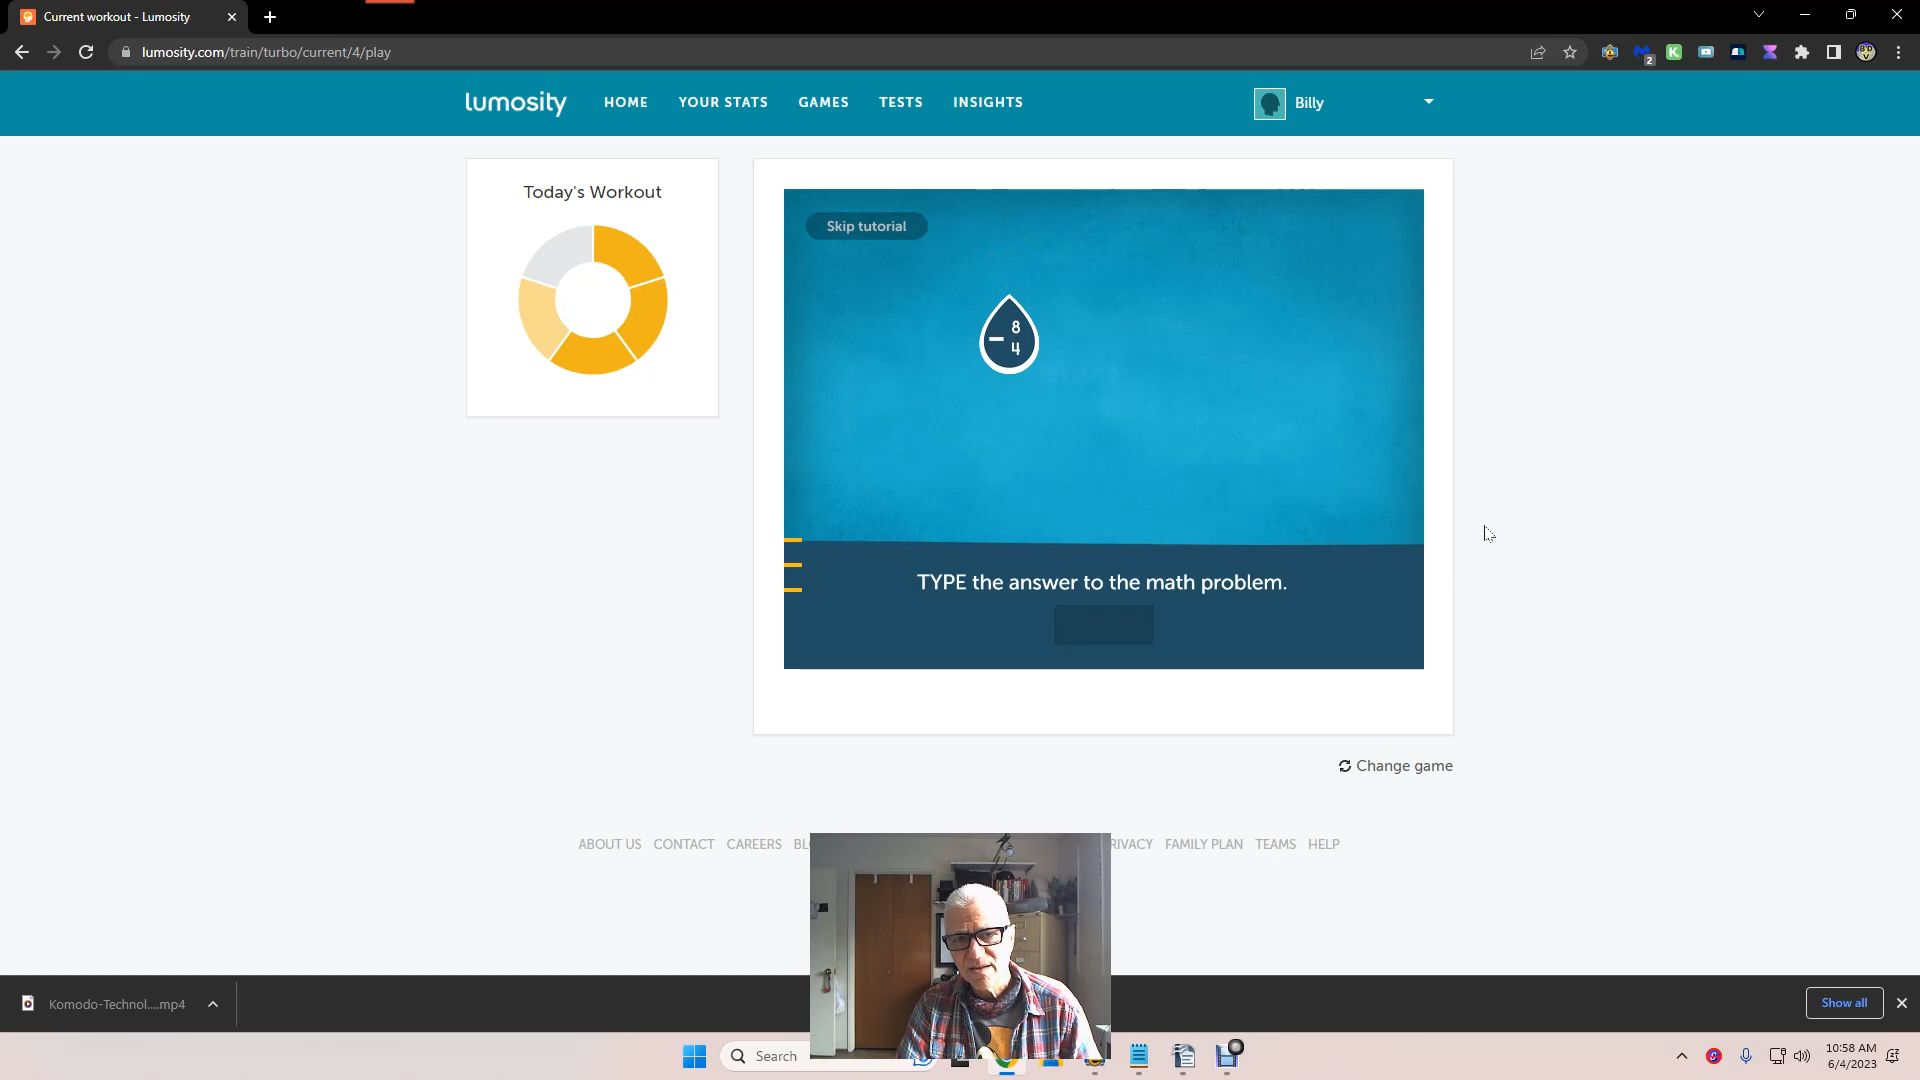 Current workout - Lumosity
lumosity.com/train/turbo/current/4/play
2
lumosity
HOME
YOUR STATS
GAMES
TESTS
INSIGHTS
Billy
Today's Workout
Skip tutorial
8
− 4
TYPE the answer to the math problem.
Change game
ABOUT US CONTACT CAREERS FAMILY PLAN TEAMS HELP
Komodo-Technol....mp4
Show all
Search
10:58 AM
6/4/2023